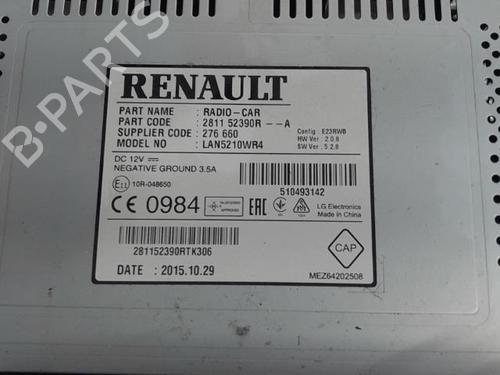 RENAULT
PART NAME : RADIO-CAR
PART CODE : 2811 52390R --A
SUPPLIER CODE : 276 660
MODEL NO : LAN5210WR4
Config : E23RWB
HW Ver : 2.0.8
SW Ver : 5.2.8
DC 12V
NEGATIVE GROUND 3.5A
E11 10R-048650
510493142
CE 0984
EAC
LG Electronics
Made in China
281152390RTK306
CAP
DATE : 2015.10.29
MEZ64202508
B-PARTS